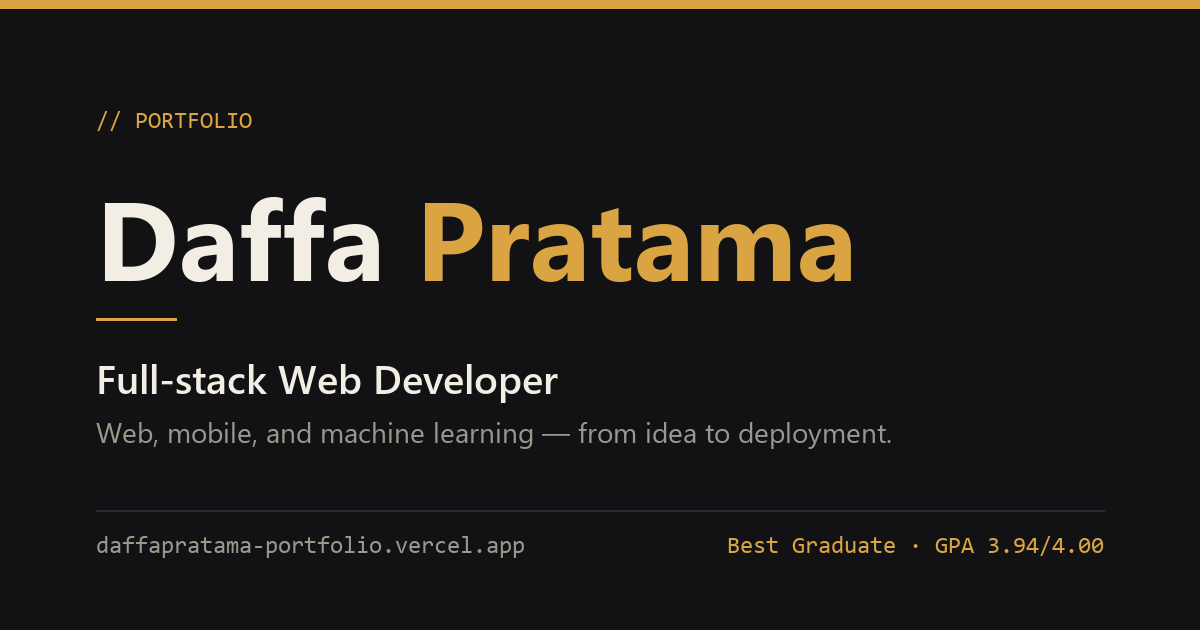 // PORTFOLIO
Daffa Pratama
Full-stack Web Developer
Web, mobile, and machine learning — from idea to deployment.
daffapratama-portfolio.vercel.app
Best Graduate · GPA 3.94/4.00